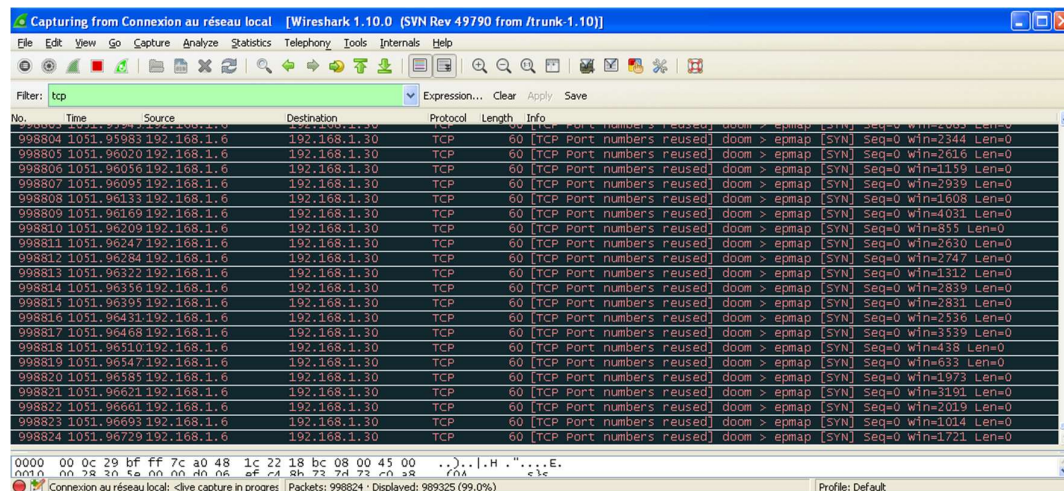 Capturing from Connexion au réseau local [Wireshark 1.10.0 (SVN Rev 49790 from /trunk-1.10)]
File Edit View Go Capture Analyze Statistics Telephony Tools Internals Help
Filter: tcp Expression... Clear Apply Save
No. Time Source Destination Protocol Length Info
998804 1051.95983 192.168.1.6 192.168.1.30 TCP 60 [TCP Port numbers reused] doom > epmap [SYN] Seq=0 Win=2344 Len=0
998805 1051.96020 192.168.1.6 192.168.1.30 TCP 60 [TCP Port numbers reused] doom > epmap [SYN] Seq=0 Win=2616 Len=0
998806 1051.96056 192.168.1.6 192.168.1.30 TCP 60 [TCP Port numbers reused] doom > epmap [SYN] Seq=0 Win=1159 Len=0
998807 1051.96095 192.168.1.6 192.168.1.30 TCP 60 [TCP Port numbers reused] doom > epmap [SYN] Seq=0 Win=2939 Len=0
998808 1051.96133 192.168.1.6 192.168.1.30 TCP 60 [TCP Port numbers reused] doom > epmap [SYN] Seq=0 Win=1608 Len=0
998809 1051.96169 192.168.1.6 192.168.1.30 TCP 60 [TCP Port numbers reused] doom > epmap [SYN] Seq=0 Win=4031 Len=0
998810 1051.96209 192.168.1.6 192.168.1.30 TCP 60 [TCP Port numbers reused] doom > epmap [SYN] Seq=0 Win=855 Len=0
998811 1051.96247 192.168.1.6 192.168.1.30 TCP 60 [TCP Port numbers reused] doom > epmap [SYN] Seq=0 Win=2630 Len=0
998812 1051.96284 192.168.1.6 192.168.1.30 TCP 60 [TCP Port numbers reused] doom > epmap [SYN] Seq=0 Win=2747 Len=0
998813 1051.96322 192.168.1.6 192.168.1.30 TCP 60 [TCP Port numbers reused] doom > epmap [SYN] Seq=0 Win=1312 Len=0
998814 1051.96356 192.168.1.6 192.168.1.30 TCP 60 [TCP Port numbers reused] doom > epmap [SYN] Seq=0 Win=2839 Len=0
998815 1051.96395 192.168.1.6 192.168.1.30 TCP 60 [TCP Port numbers reused] doom > epmap [SYN] Seq=0 Win=2831 Len=0
998816 1051.96431 192.168.1.6 192.168.1.30 TCP 60 [TCP Port numbers reused] doom > epmap [SYN] Seq=0 Win=2536 Len=0
998817 1051.96468 192.168.1.6 192.168.1.30 TCP 60 [TCP Port numbers reused] doom > epmap [SYN] Seq=0 Win=3539 Len=0
998818 1051.96510 192.168.1.6 192.168.1.30 TCP 60 [TCP Port numbers reused] doom > epmap [SYN] Seq=0 Win=438 Len=0
998819 1051.96547 192.168.1.6 192.168.1.30 TCP 60 [TCP Port numbers reused] doom > epmap [SYN] Seq=0 Win=633 Len=0
998820 1051.96585 192.168.1.6 192.168.1.30 TCP 60 [TCP Port numbers reused] doom > epmap [SYN] Seq=0 Win=1973 Len=0
998821 1051.96621 192.168.1.6 192.168.1.30 TCP 60 [TCP Port numbers reused] doom > epmap [SYN] Seq=0 Win=3191 Len=0
998822 1051.96661 192.168.1.6 192.168.1.30 TCP 60 [TCP Port numbers reused] doom > epmap [SYN] Seq=0 Win=2019 Len=0
998823 1051.96693 192.168.1.6 192.168.1.30 TCP 60 [TCP Port numbers reused] doom > epmap [SYN] Seq=0 Win=1014 Len=0
998824 1051.96729 192.168.1.6 192.168.1.30 TCP 60 [TCP Port numbers reused] doom > epmap [SYN] Seq=0 Win=1721 Len=0
0000 00 0c 29 bf ff 7c a0 48 1c 22 18 bc 08 00 45 00 ..)..|.H ."....E.
Connexion au réseau local: <live capture in progres Packets: 998824 · Displayed: 989325 (99.0%) Profile: Default